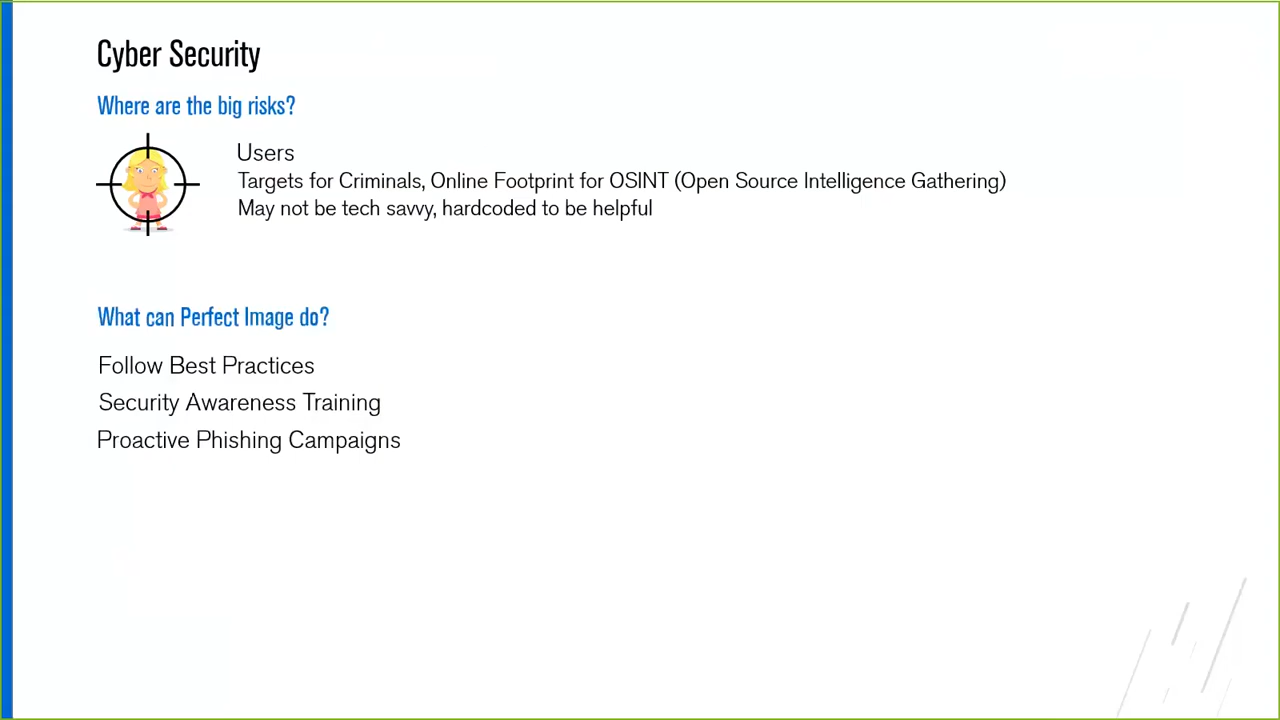 Cyber Security
Where are the big risks?
Users
Targets for Criminals, Online Footprint for OSINT (Open Source Intelligence Gathering)
May not be tech savvy, hardcoded to be helpful
What can Perfect Image do?
Follow Best Practices
Security Awareness Training
Proactive Phishing Campaigns